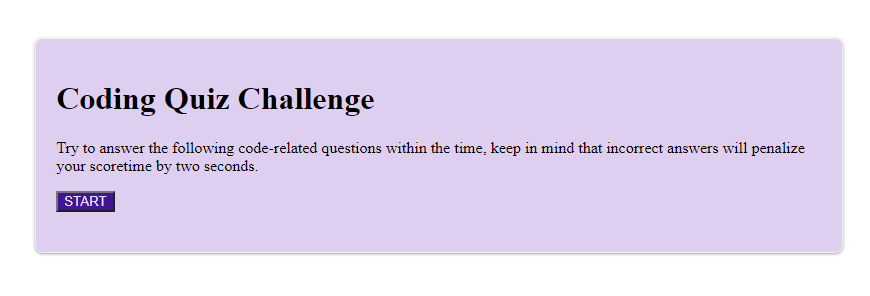 Coding Quiz Challenge
Try to answer the following code-related questions within the time, keep in mind that incorrect answers will penalize
your scoretime by two seconds.
START